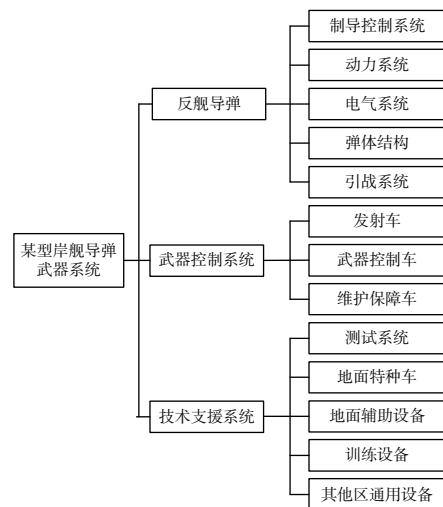 某型岸舰导弹
武器系统
反舰导弹
制导控制系统
动力系统
电气系统
弹体结构
引战系统
武器控制系统
发射车
武器控制车
维护保障车
技术支援系统
测试系统
地面特种车
地面辅助设备
训练设备
其他区通用设备